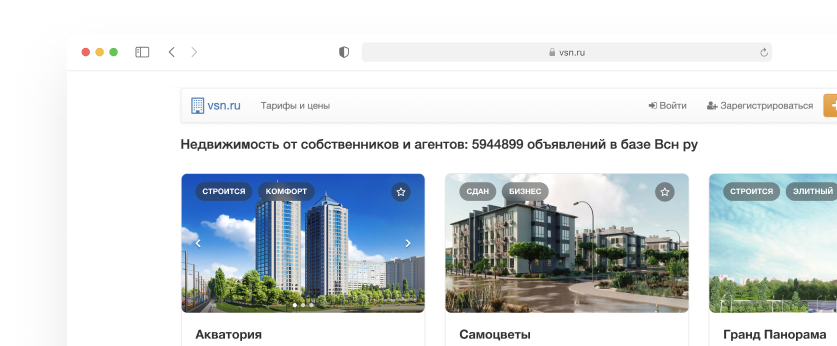 vsn.ru
vsn.ru Тарифы и цены Войти Зарегистрироваться
Недвижимость от собственников и агентов: 5944899 объявлений в базе Всн ру
СТРОИТСЯ КОМФОРТ СДАН БИЗНЕС СТРОИТСЯ ЭЛИТНЫЙ
Акватория Самоцветы Гранд Панорама